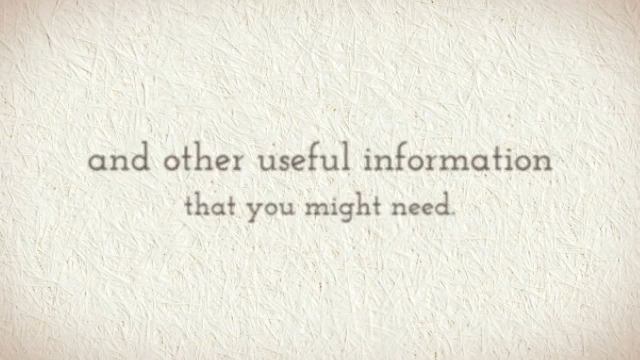 and other useful information
that you might need.